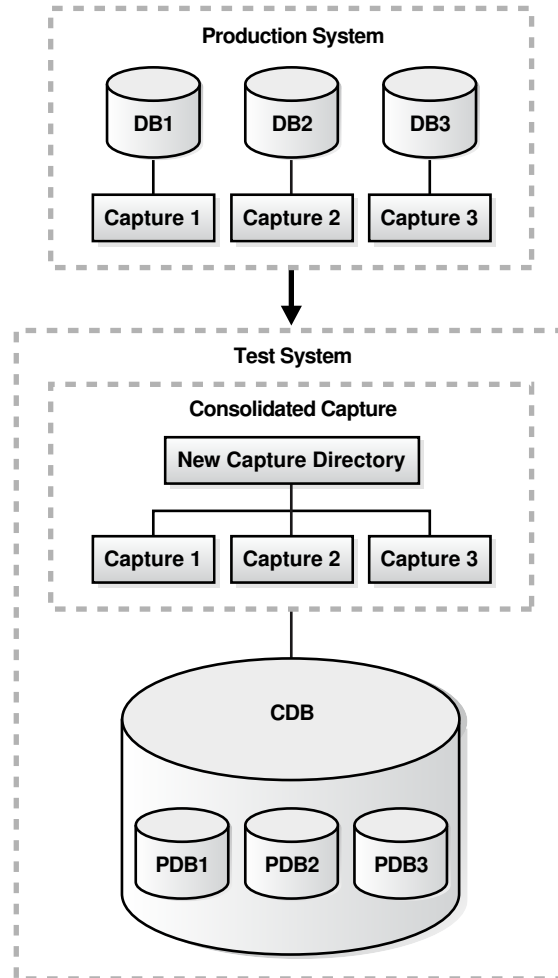 Production System
DB1
DB2
DB3
Capture 1
Capture 2
Capture 3
Test System
Consolidated Capture
New Capture Directory
Capture 1
Capture 2
Capture 3
CDB
PDB1
PDB2
PDB3